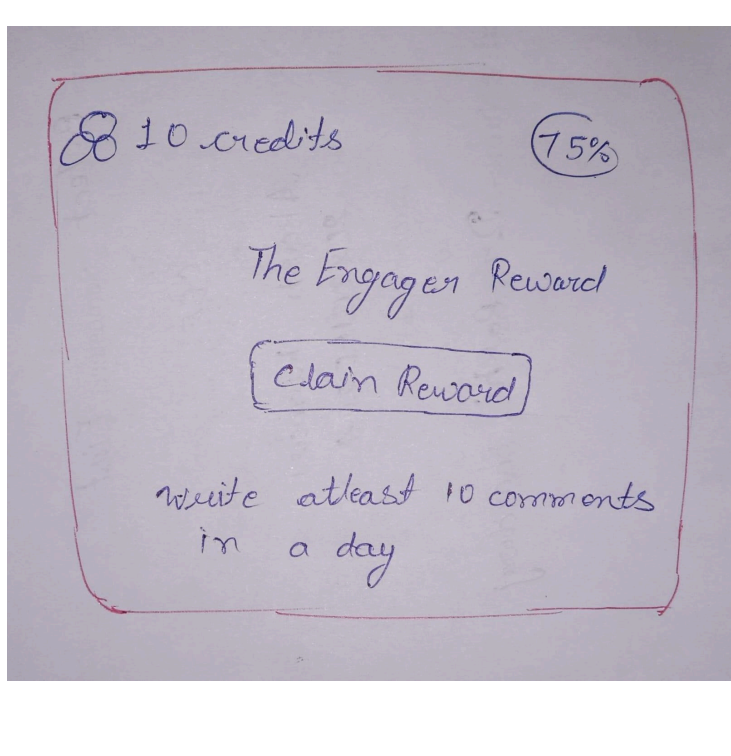 10 credits
75%
The Engager Reward
Claim Reward
write atleast 10 comments
in a day